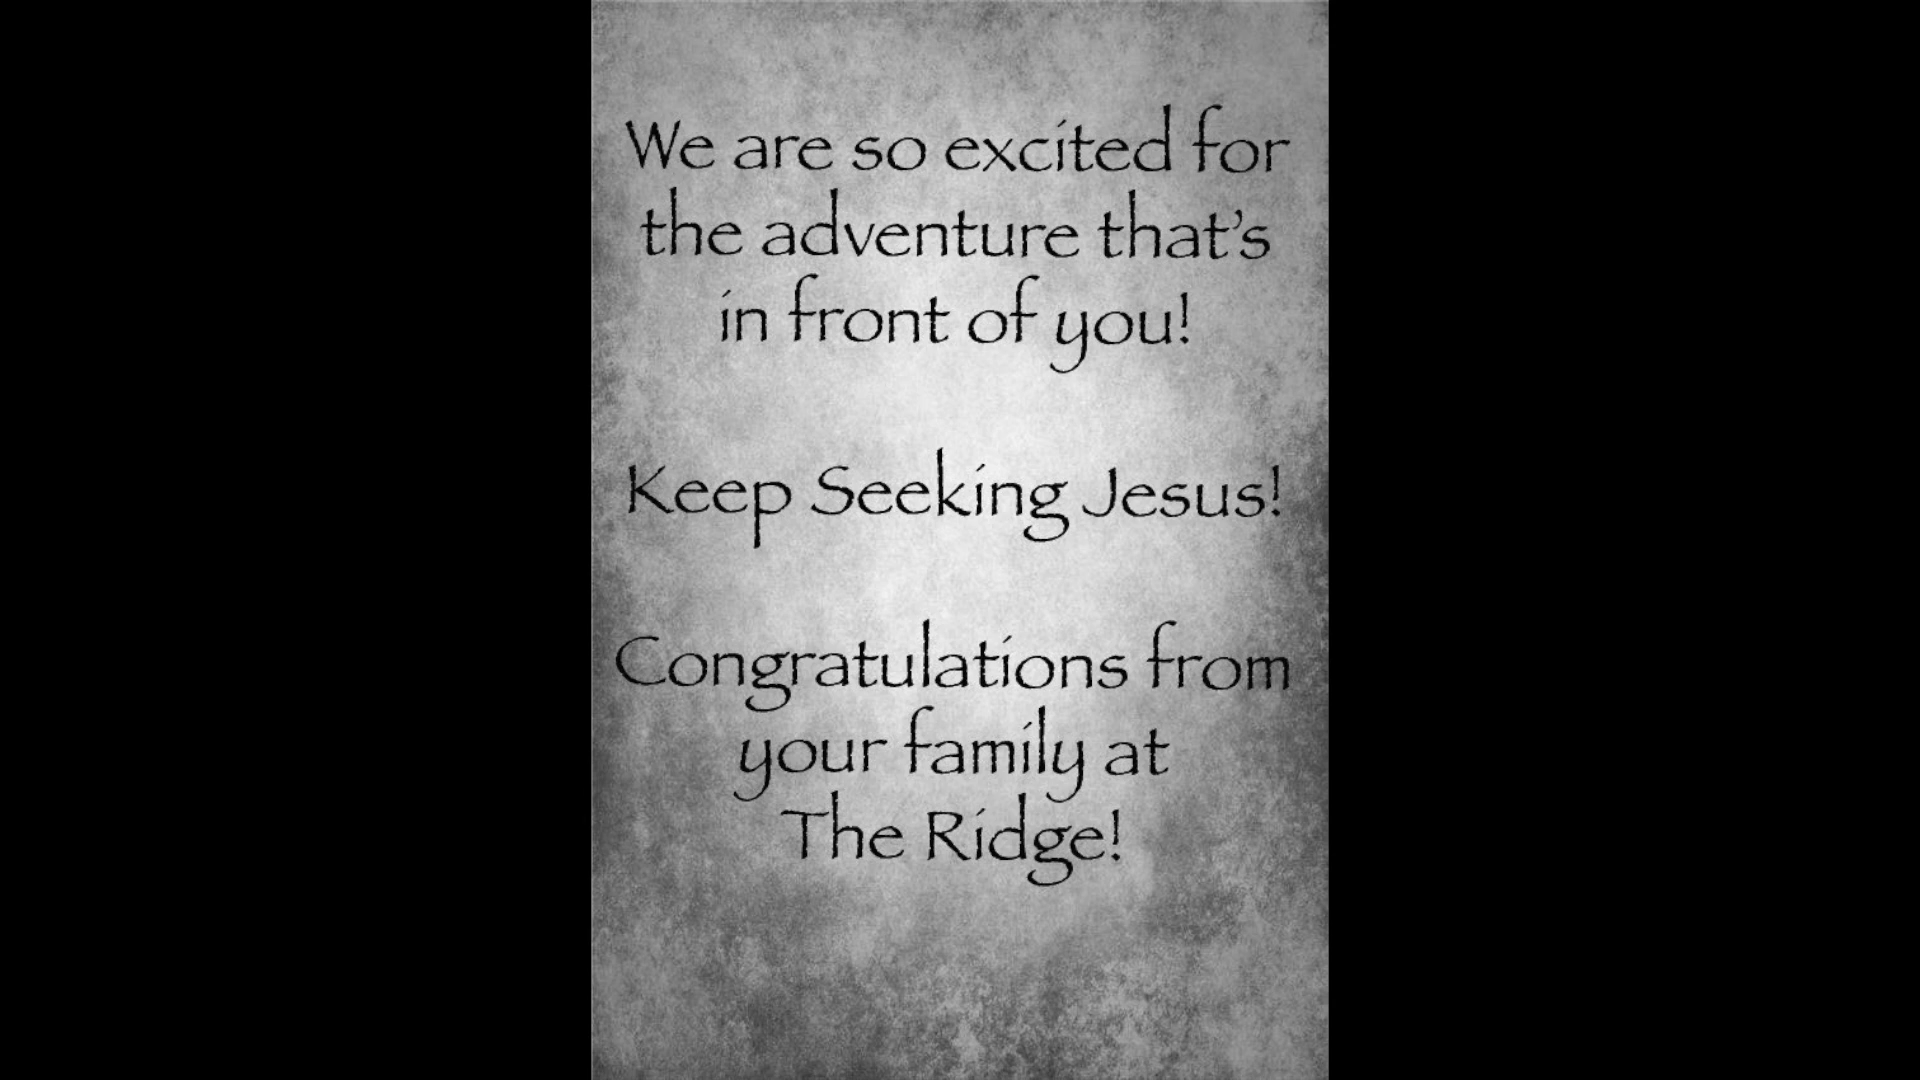 We are so excited for
the adventure that's
in front of you!
Keep Seeking Jesus!
Congratulations from
your family at
The Ridge!